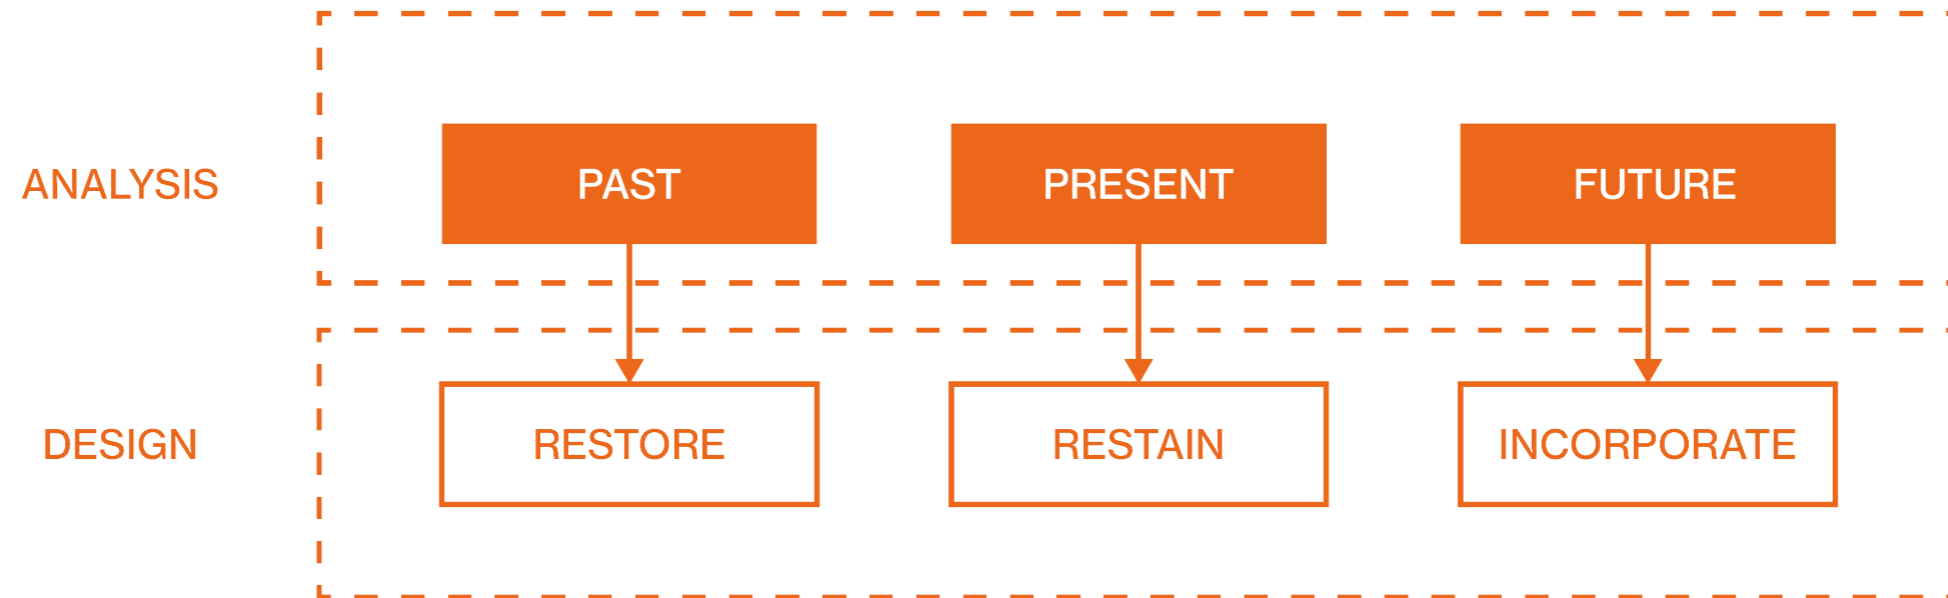 ANALYSIS
PAST
PRESENT
FUTURE
DESIGN
RESTORE
RESTAIN
INCORPORATE